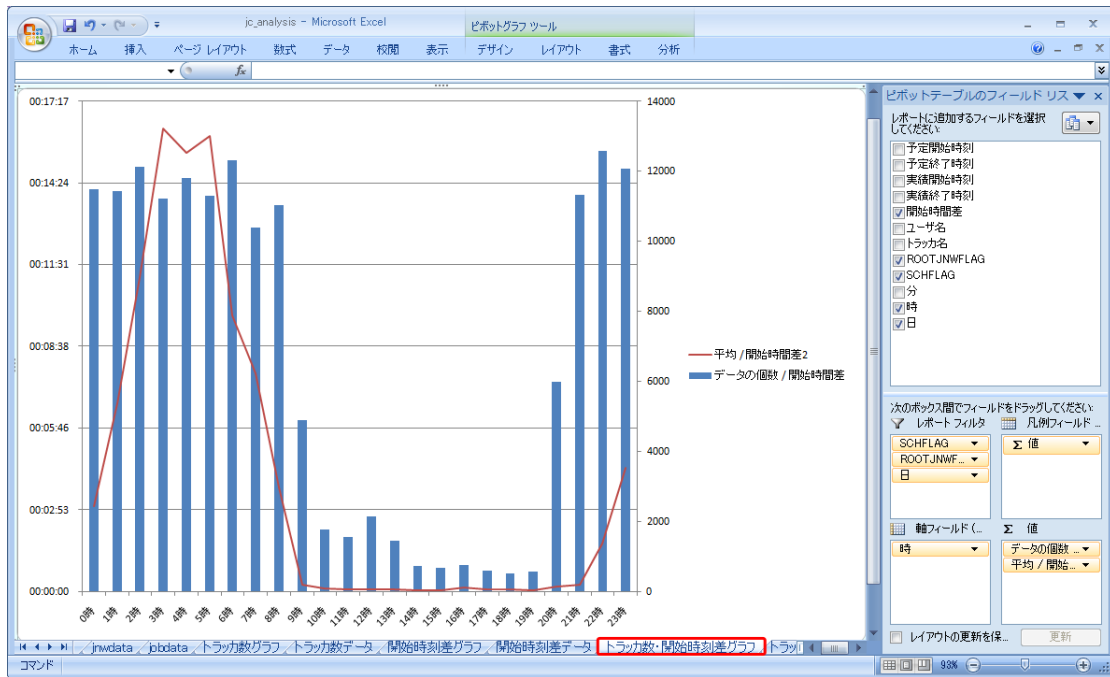 jc_analysis - Microsoft Excel
ピボットグラフ ツール
ホーム 挿入 ページ レイアウト 数式 データ 校閲 表示 デザイン レイアウト 書式 分析
fx
00:17:17
00:14:24
00:11:31
00:08:38
00:05:46
00:02:53
00:00:00
14000
12000
10000
8000
6000
4000
2000
0
0時 1時 2時 3時 4時 5時 6時 7時 8時 9時 10時 11時 12時 13時 14時 15時 16時 17時 18時 19時 20時 21時 22時 23時
平均 / 開始時間差2
データの個数 / 開始時間差
ピボットテーブルのフィールド リス
レポートに追加するフィールドを選択
してください:
予定開始時刻
予定終了時刻
実績開始時刻
実績終了時刻
開始時間差
ユーザ名
トラッカ名
ROOTJNWFLAG
SCHFLAG
分
時
日
次のボックス間でフィールドをドラッグしてください:
レポート フィルタ 凡例フィールド ...
SCHFLAG Σ 値
ROOTJNWF...
日
軸フィールド (... Σ 値
時 データの個数 ...
平均 / 開始...
レイアウトの更新を保... 更新
jnwdata jobdata トラッカ数グラフ トラッカ数データ 開始時刻差グラフ 開始時刻差データ トラッカ数・開始時刻差グラフ トラッ
コマンド 93%